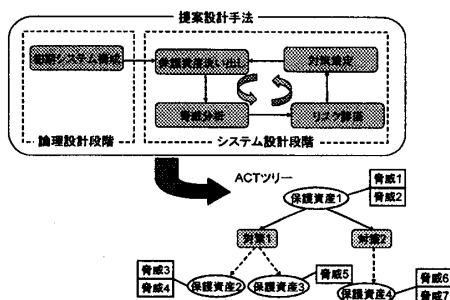 提案設計手法
初期システム構成
保護資産洗い出し
対策選定
脅威分析
リスク評価
論理設計段階
システム設計段階
ACTツリー
保護資産1
脅威1
脅威2
対策1
対策2
脅威3
脅威4
保護資産2
保護資産3
脅威5
保護資産4
脅威6
脅威7